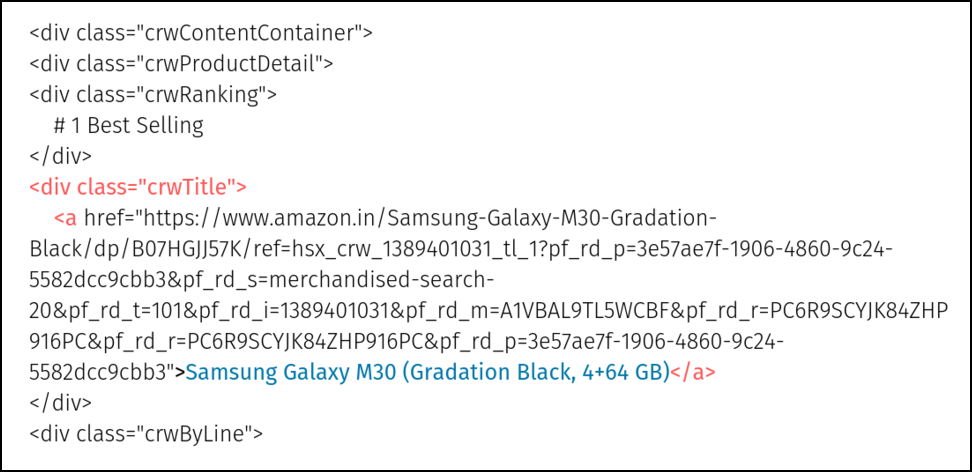 <div class="crwContentContainer">
<div class="crwProductDetail">
<div class="crwRanking">
# 1 Best Selling
</div>
<div class="crwTitle">
<a href="https://www.amazon.in/Samsung-Galaxy-M30-Gradation-
Black/dp/B07HGJJ57K/ref=hsx_crw_1389401031_tl_1?pf_rd_p=3e57ae7f-1906-4860-9c24-
5582dcc9cbb3&pf_rd_s=merchandised-search-
20&pf_rd_t=101&pf_rd_i=1389401031&pf_rd_m=A1VBAL9TL5WCBF&pf_rd_r=PC6R9SCYJK84ZHP
916PC&pf_rd_r=PC6R9SCYJK84ZHP916PC&pf_rd_p=3e57ae7f-1906-4860-9c24-
5582dcc9cbb3">Samsung Galaxy M30 (Gradation Black, 4+64 GB)</a>
</div>
<div class="crwByLine">